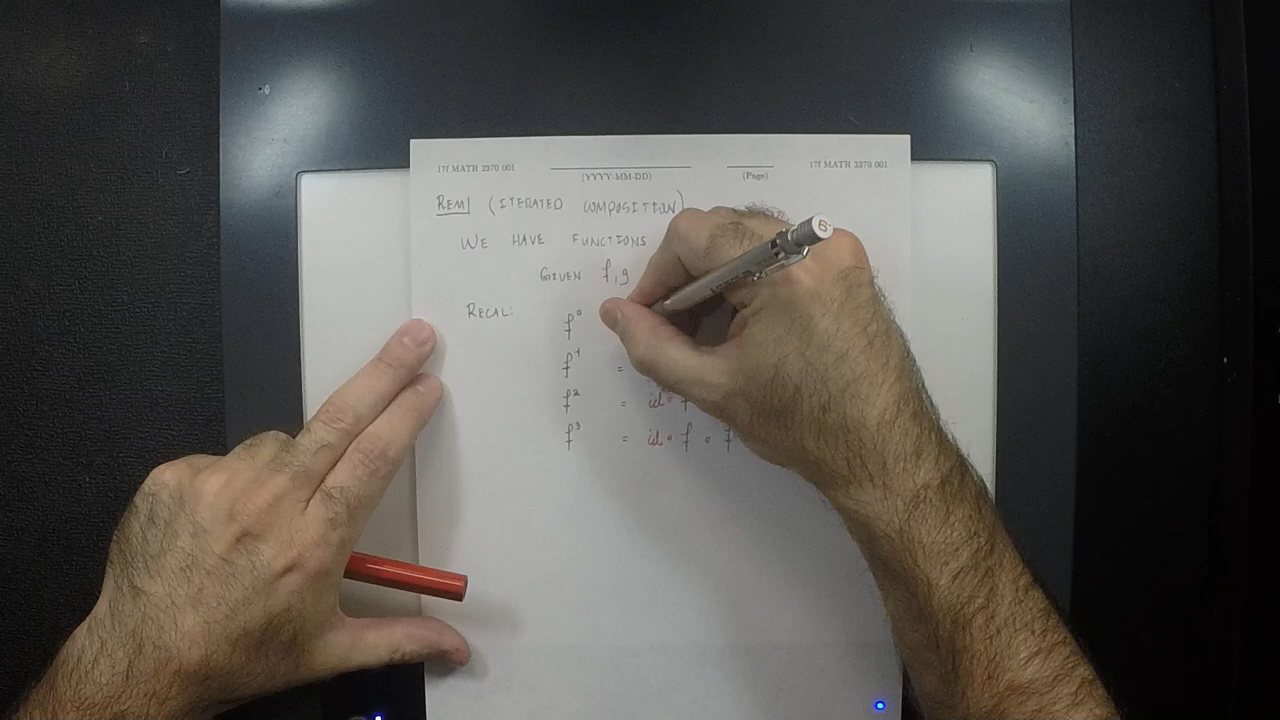 17f MATH 2370 001 (YYYY-MM-DD) (Page) 17f MATH 2370 001
REM (ITERATED COMPOSITION)
WE HAVE FUNCTIONS
GIVEN f, g
RECAL: f⁰
f¹ =
f² = id ∘ f
f³ = id ∘ f ∘ f